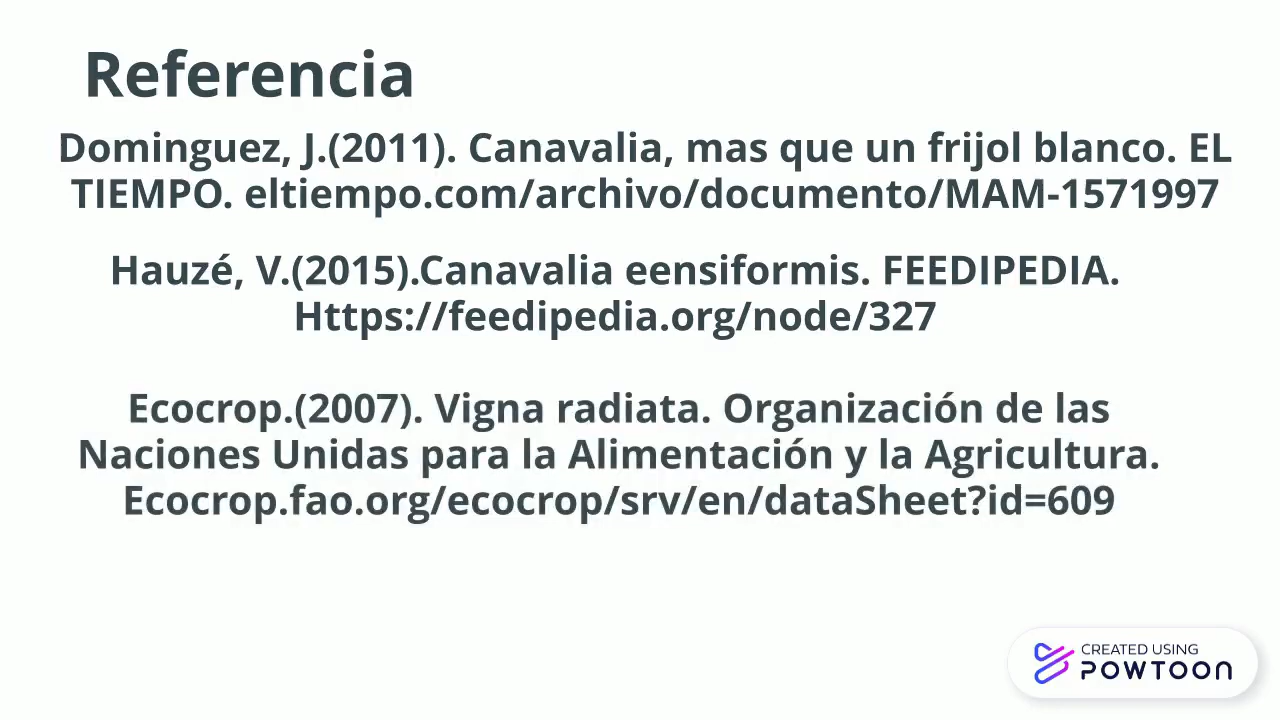 Referencia
Dominguez, J.(2011). Canavalia, mas que un frijol blanco. EL
TIEMPO. eltiempo.com/archivo/documento/MAM-1571997
Hauzé, V.(2015).Canavalia eensiformis. FEEDIPEDIA.
Https://feedipedia.org/node/327
Ecocrop.(2007). Vigna radiata. Organización de las
Naciones Unidas para la Alimentación y la Agricultura.
Ecocrop.fao.org/ecocrop/srv/en/dataSheet?id=609
CREATED USING
POWTOON